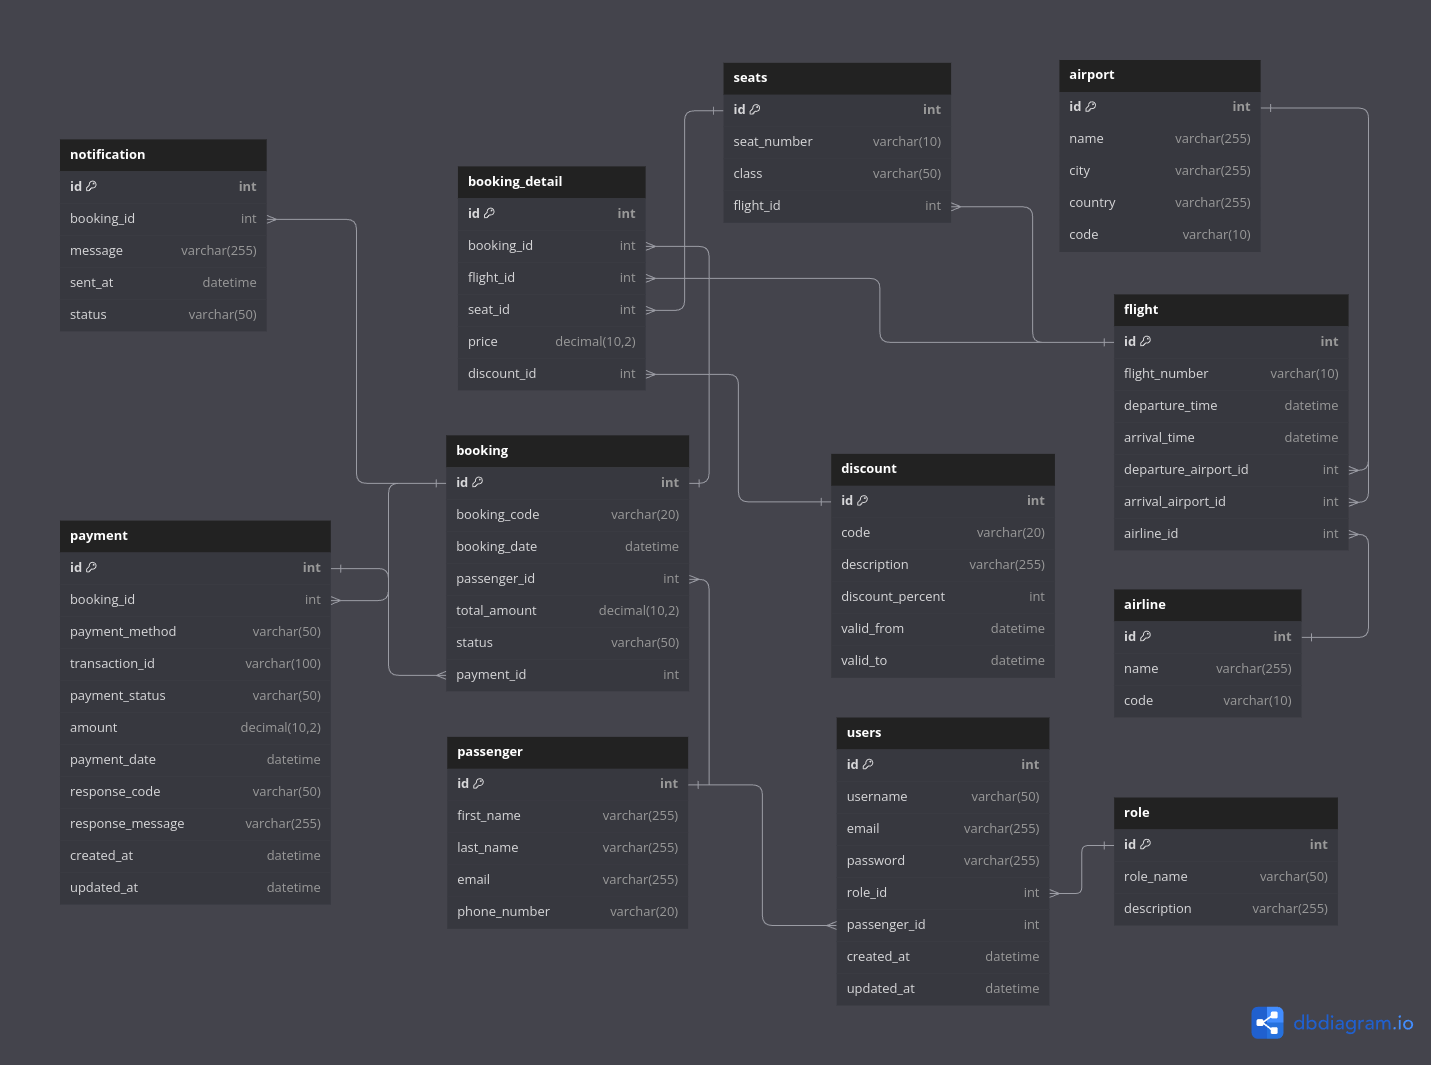 notification
id int
booking_id int
message varchar(255)
sent_at datetime
status varchar(50)
payment
id int
booking_id int
payment_method varchar(50)
transaction_id varchar(100)
payment_status varchar(50)
amount decimal(10,2)
payment_date datetime
response_code varchar(50)
response_message varchar(255)
created_at datetime
updated_at datetime
booking_detail
id int
booking_id int
flight_id int
seat_id int
price decimal(10,2)
discount_id int
booking
id int
booking_code varchar(20)
booking_date datetime
passenger_id int
total_amount decimal(10,2)
status varchar(50)
payment_id int
passenger
id int
first_name varchar(255)
last_name varchar(255)
email varchar(255)
phone_number varchar(20)
seats
id int
seat_number varchar(10)
class varchar(50)
flight_id int
discount
id int
code varchar(20)
description varchar(255)
discount_percent int
valid_from datetime
valid_to datetime
users
id int
username varchar(50)
email varchar(255)
password varchar(255)
role_id int
passenger_id int
created_at datetime
updated_at datetime
airport
id int
name varchar(255)
city varchar(255)
country varchar(255)
code varchar(10)
flight
id int
flight_number varchar(10)
departure_time datetime
arrival_time datetime
departure_airport_id int
arrival_airport_id int
airline_id int
airline
id int
name varchar(255)
code varchar(10)
role
id int
role_name varchar(50)
description varchar(255)
dbdiagram.io